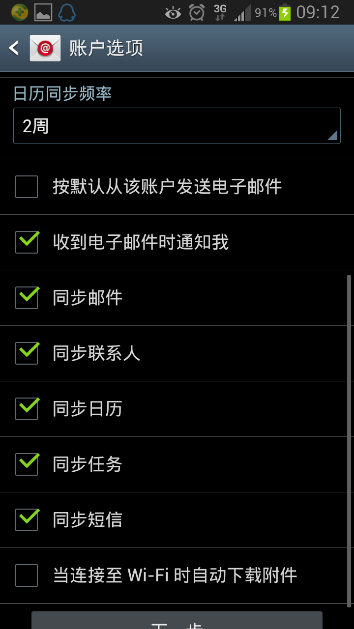 3G 91% 09:12
账户选项
日历同步频率
2周
按默认从该账户发送电子邮件
收到电子邮件时通知我
同步邮件
同步联系人
同步日历
同步任务
同步短信
当连接至 Wi-Fi 时自动下载附件
下一步